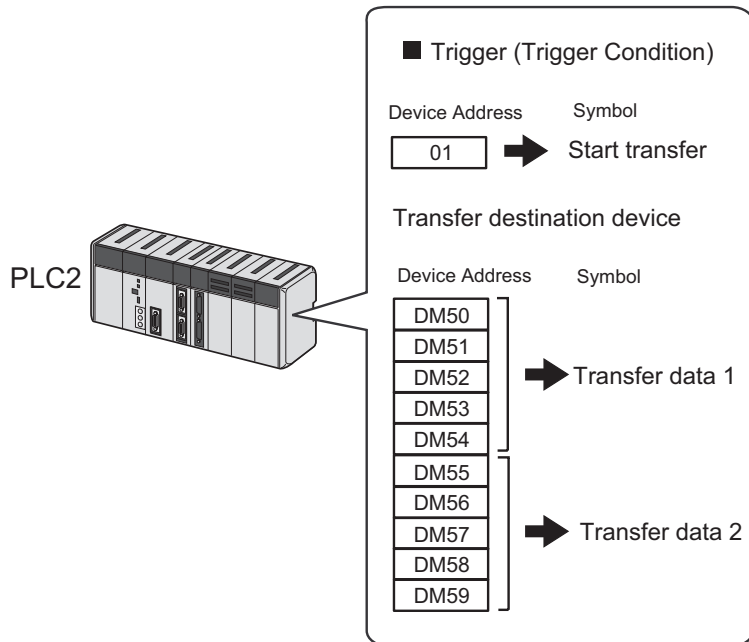 ■ Trigger (Trigger Condition)
Device Address Symbol
01 Start transfer
Transfer destination device
PLC2
Device Address Symbol
DM50
DM51
DM52
Transfer data 1
DM53
DM54
DM55
DM56
DM57
Transfer data 2
DM58
DM59